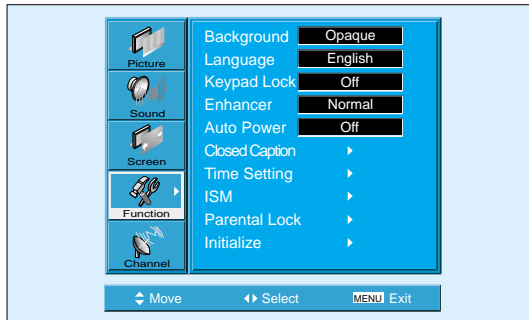 Picture
Sound
Screen
Function
Channel
Background Opaque
Language English
Keypad Lock Off
Enhancer Normal
Auto Power Off
Closed Caption
Time Setting
ISM
Parental Lock
Initialize
Move Select MENU Exit